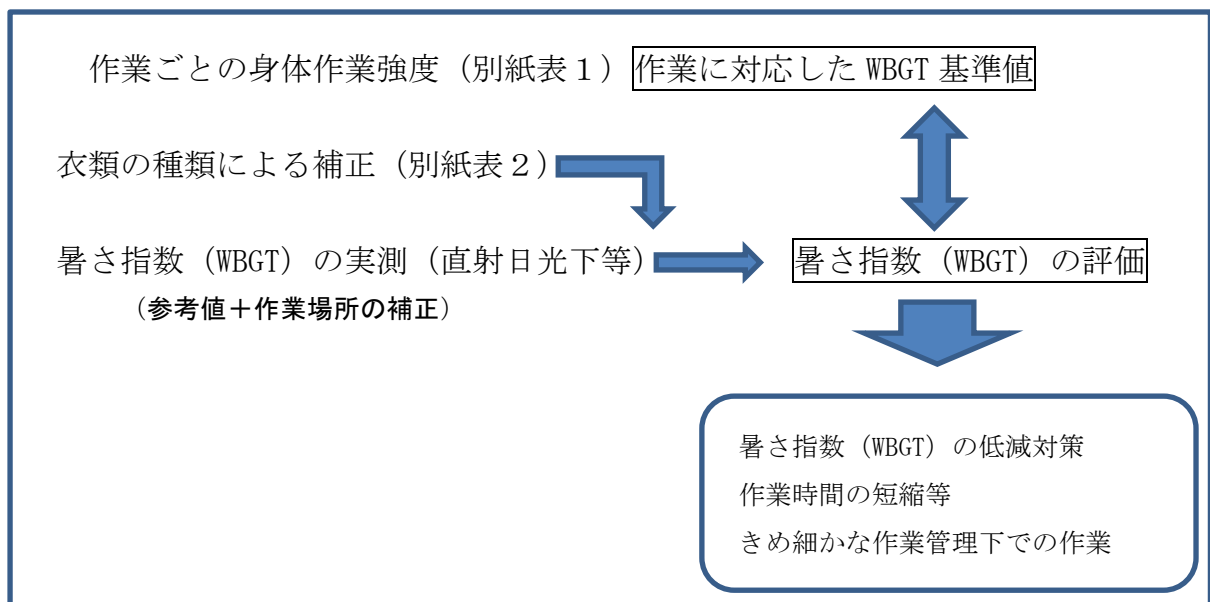 作業ごとの身体作業強度（別紙表１）作業に対応した WBGT 基準値
衣類の種類による補正（別紙表２）
暑さ指数（WBGT）の実測（直射日光下等） 暑さ指数（WBGT）の評価
（参考値＋作業場所の補正）
暑さ指数（WBGT）の低減対策
作業時間の短縮等
きめ細かな作業管理下での作業